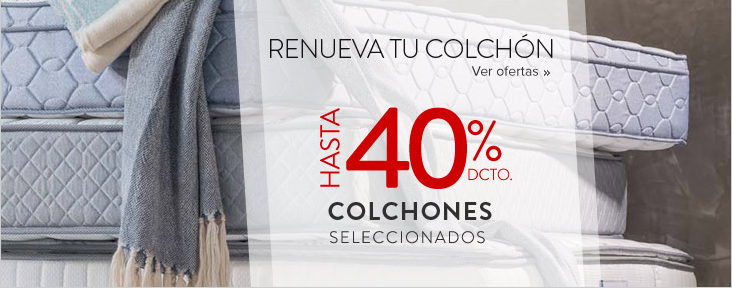 RENUEVA TU COLCHÓN
Ver ofertas »
HASTA
40%
DCTO.
COLCHONES
SELECCIONADOS